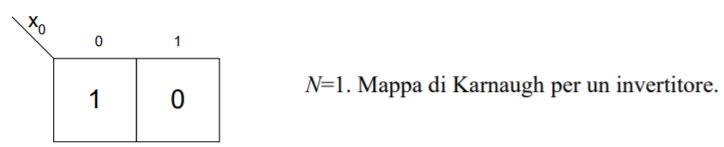 x0
0 1
1 0
N=1. Mappa di Karnaugh per un invertitore.